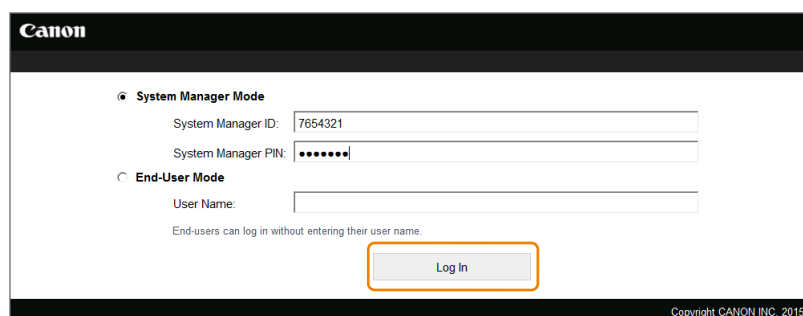 Canon
System Manager Mode
System Manager ID: 7654321
System Manager PIN: •••••••
End-User Mode
User Name:
End-users can log in without entering their user name.
Log In
Copyright CANON INC. 2015